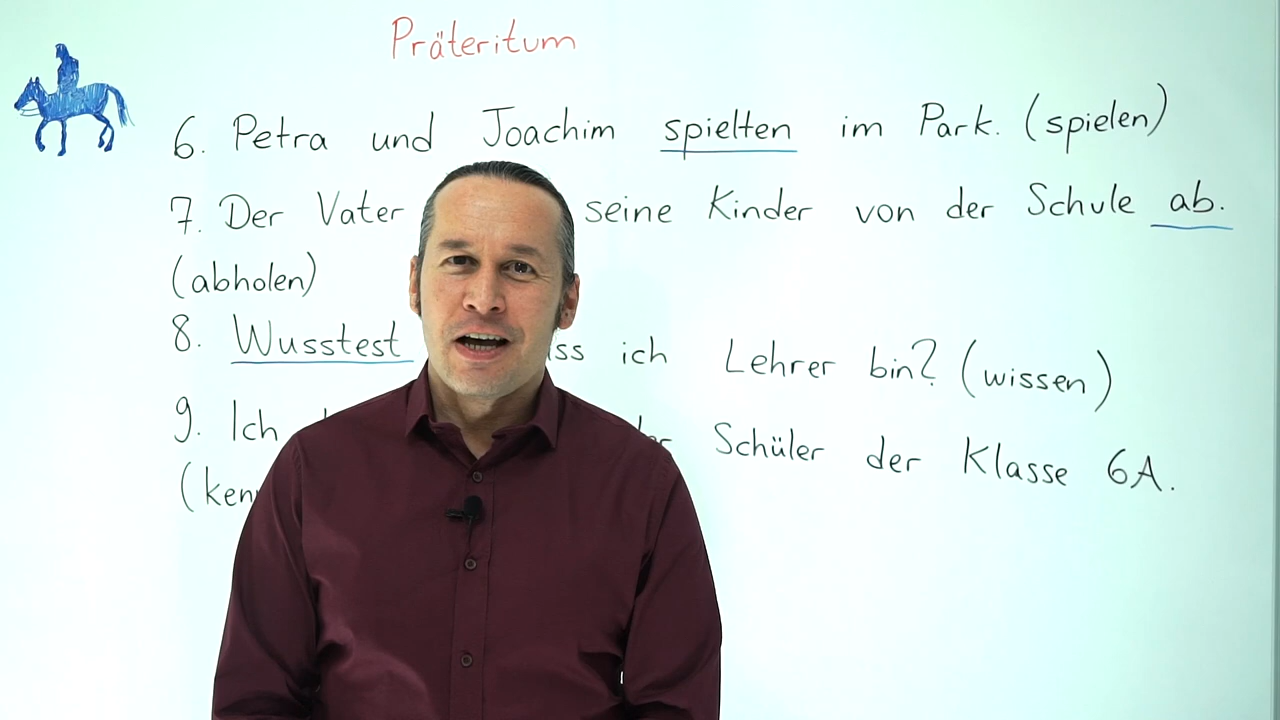 Präteritum
6. Petra und Joachim spielten im Park. (spielen)
7. Der Vater seine Kinder von der Schule ab.
(abholen)
8. Wusstest ich Lehrer bin? (wissen)
9. Ich Schüler der Klasse 6A.